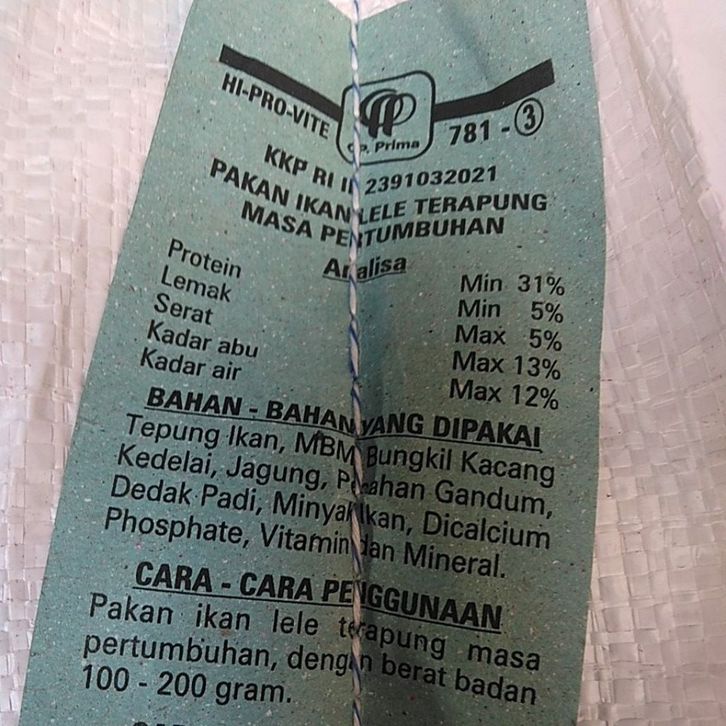 HI-PRO-VITE
CP. Prima
781 - 3
KKP RI 2391032021
PAKAN IKAN LELE TERAPUNG
MASA PERTUMBUHAN
Analisa
Protein Min 31%
Lemak Min 5%
Serat Max 5%
Kadar abu Max 13%
Kadar air Max 12%
BAHAN - BAHAN YANG DIPAKAI
Tepung Ikan, MBM, Bungkil Kacang
Kedelai, Jagung, Pecahan Gandum,
Dedak Padi, Minyak Ikan, Dicalcium
Phosphate, Vitamin dan Mineral.
CARA - CARA PENGGUNAAN
Pakan ikan lele terapung masa
pertumbuhan, dengan berat badan
100 - 200 gram.